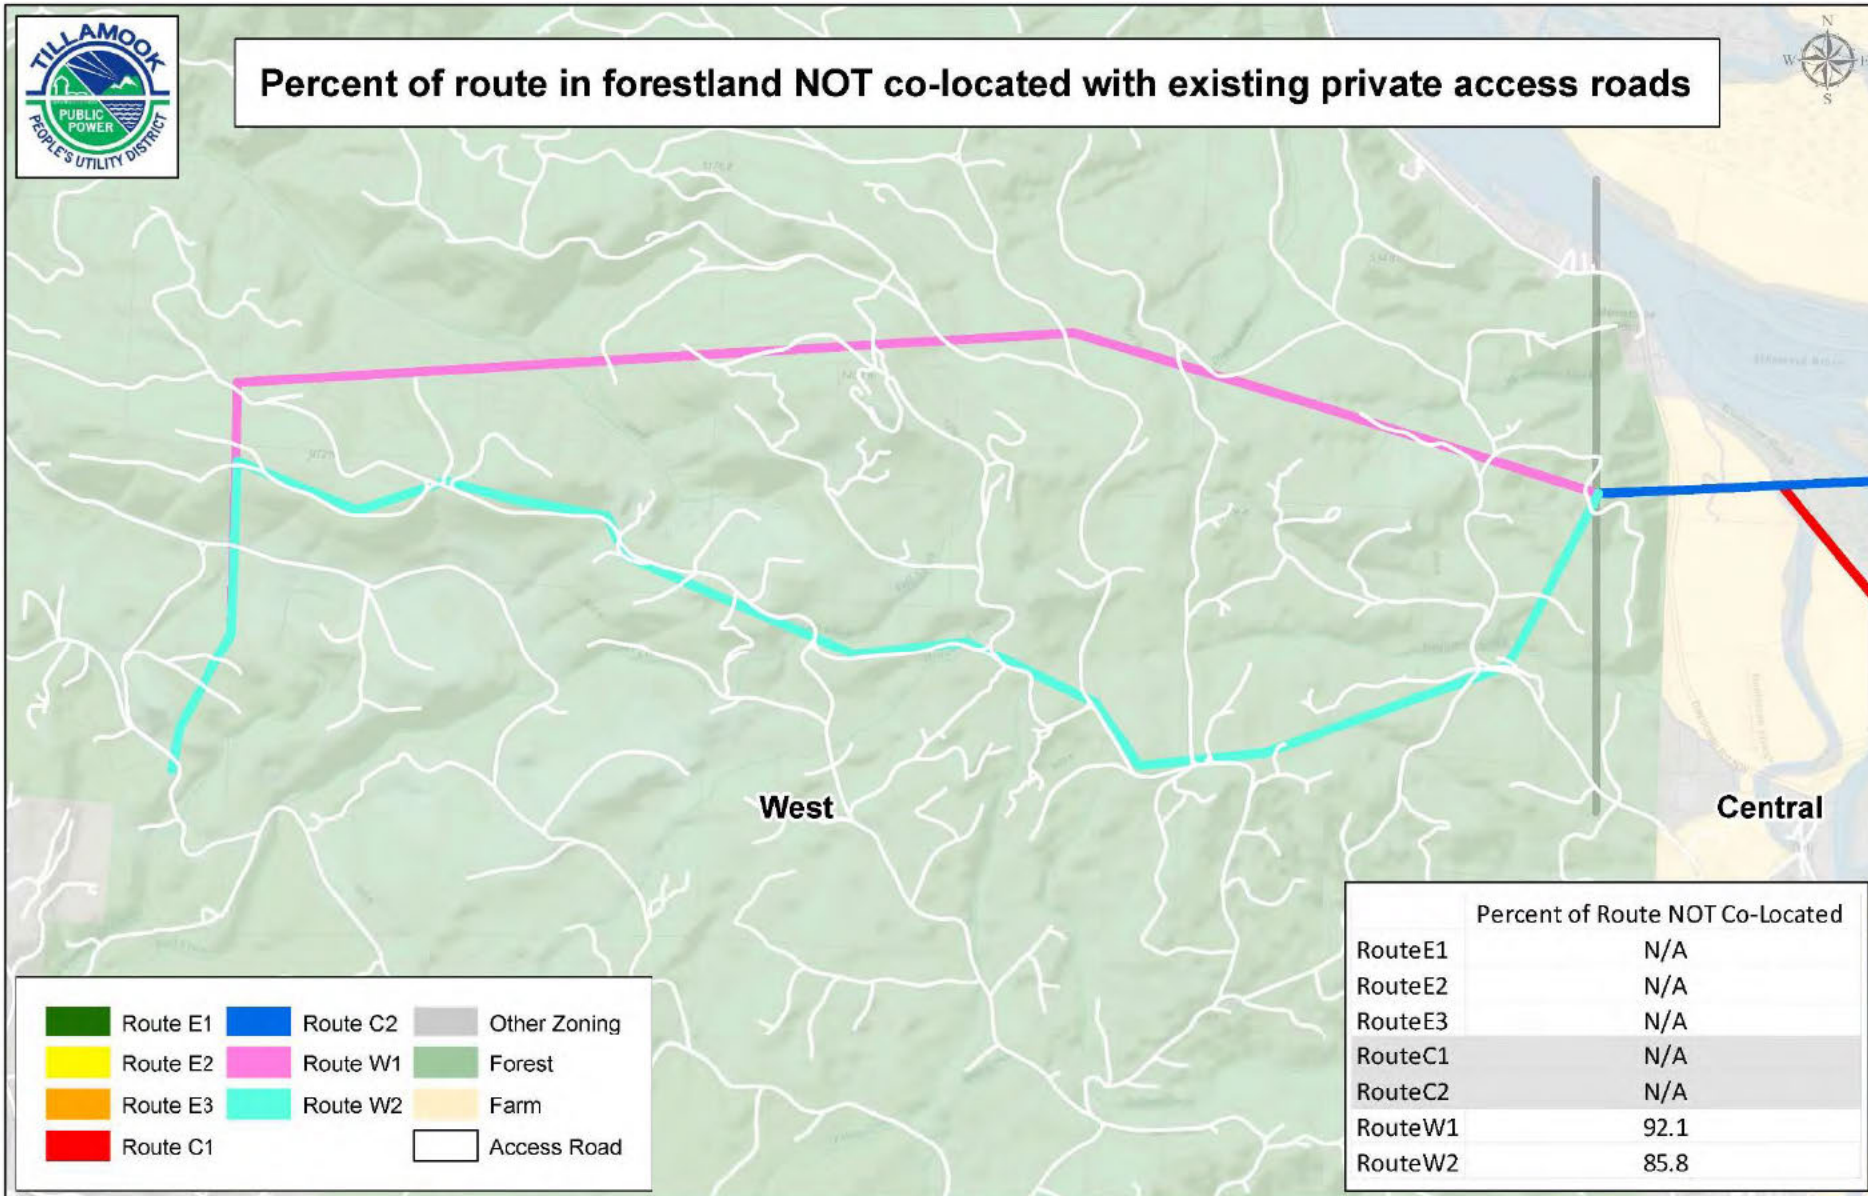 TILLAMOOK
PUBLIC
POWER
PEOPLE'S UTILITY DISTRICT
Percent of route in forestland NOT co-located with existing private access roads
N
W
E
S
West
Central
Route E1
Route C2
Other Zoning
Route E2
Route W1
Forest
Route E3
Route W2
Farm
Route C1
Access Road
Percent of Route NOT Co-Located
RouteE1 N/A
RouteE2 N/A
RouteE3 N/A
RouteC1 N/A
RouteC2 N/A
RouteW1 92.1
RouteW2 85.8